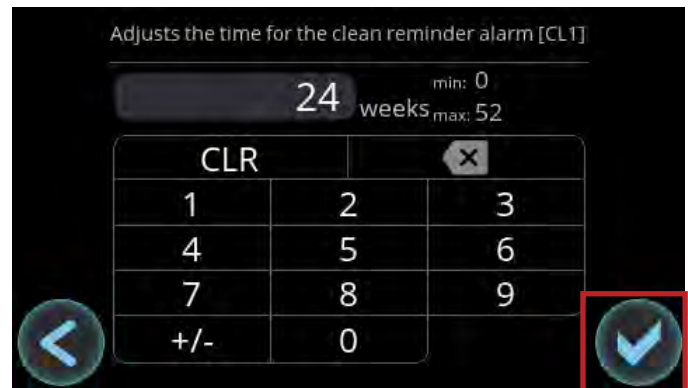 Adjusts the time for the clean reminder alarm [CL1]
24 weeks min: 0
max: 52
CLR
1 2 3
4 5 6
7 8 9
+/- 0